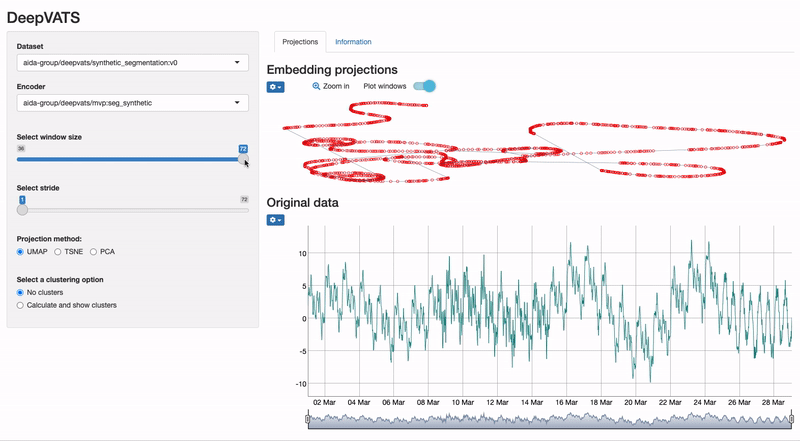 DeepVATS
Dataset
aida-group/deepvats/synthetic_segmentation:v0
Encoder
aida-group/deepvats/mvp:seg_synthetic
Select window size
36
72
Select stride
1
72
Projection method:
UMAP TSNE PCA
Select a clustering option
No clusters
Calculate and show clusters
Projections Information
Embedding projections
Zoom in Plot windows
Original data
10
5
0
-5
-10
02 Mar 04 Mar 06 Mar 08 Mar 10 Mar 12 Mar 14 Mar 16 Mar 18 Mar 20 Mar 22 Mar 24 Mar 26 Mar 28 Mar